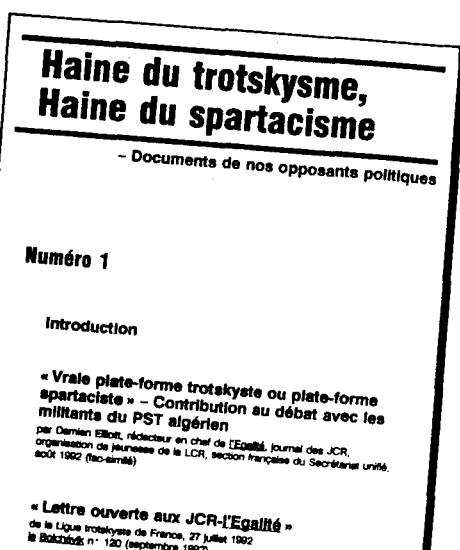 Haine du trotskysme,
Haine du spartacisme
– Documents de nos opposants politiques
Numéro 1
Introduction
« Vraie plate-forme trotskyste ou plate-forme
spartaciste » – Contribution au débat avec les
militants du PST algérien
par Damien Elliott, rédacteur en chef de l'Egalité, journal des JCR,
organisation de jeunesse de la LCR, section française du Secrétariat unifié,
août 1992 (fac-similé)
« Lettre ouverte aux JCR-l'Egalité »
de la Ligue trotskyste de France, 27 juillet 1992
le Bolchévik n° 120 (septembre 1992)